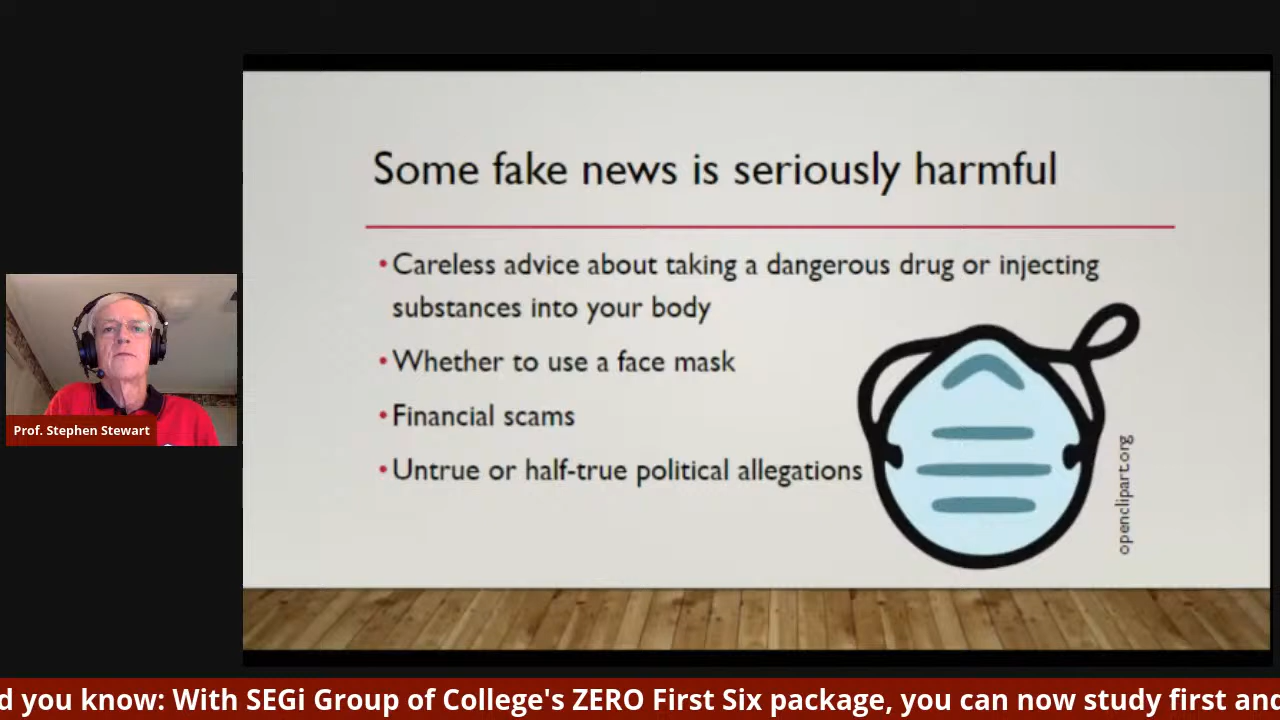 Some fake news is seriously harmful
• Careless advice about taking a dangerous drug or injecting
substances into your body
• Whether to use a face mask
• Financial scams
• Untrue or half-true political allegations
openclipart.org
Prof. Stephen Stewart
d you know: With SEGi Group of College's ZERO First Six package, you can now study first and